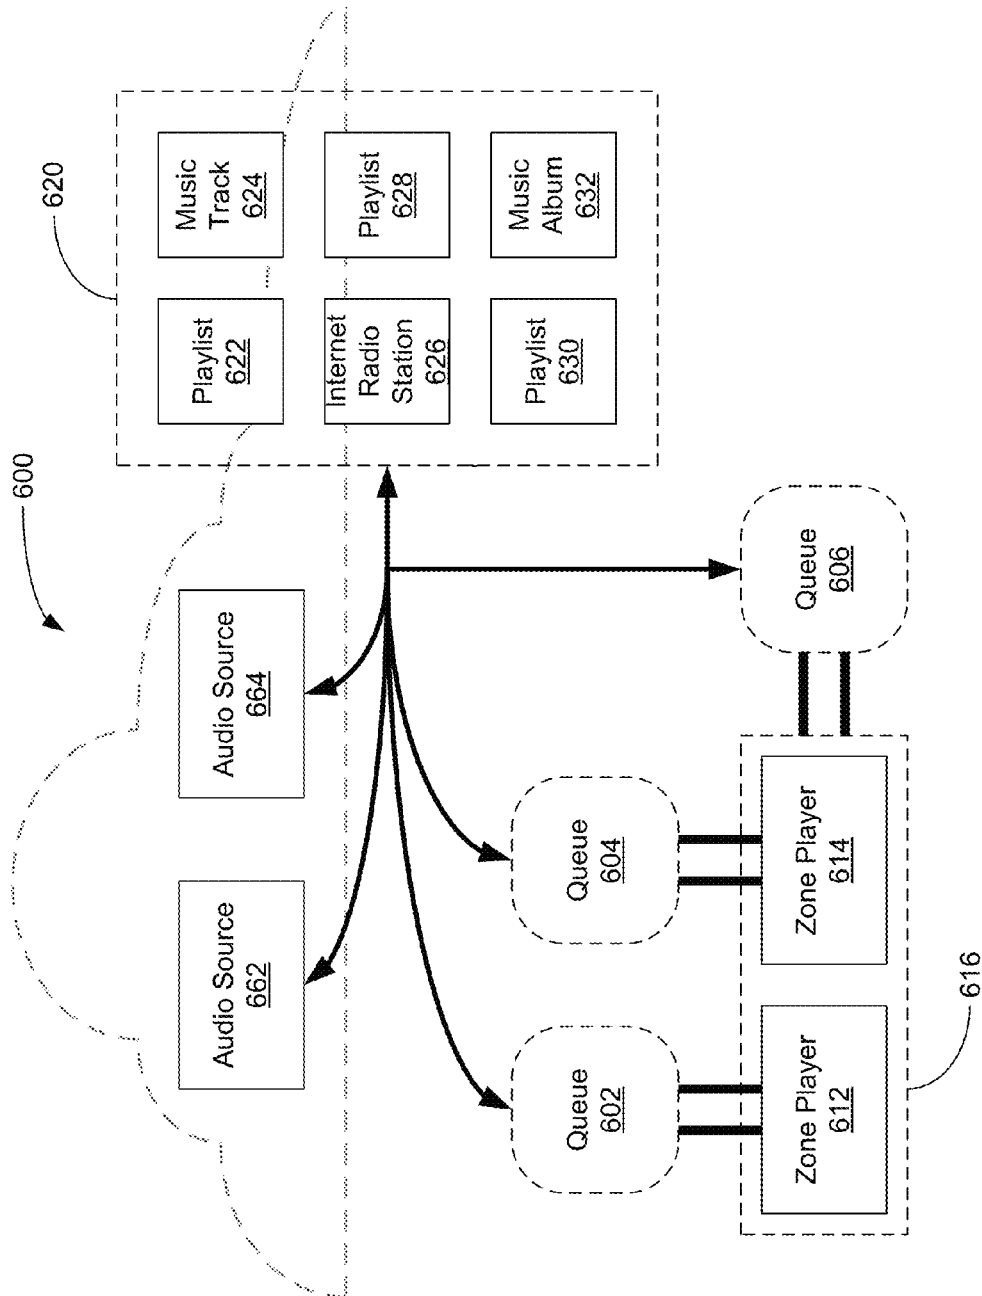 600
620
Audio Source
662
Audio Source
664
Playlist
622
Music
Track
624
Internet
Radio
Station
626
Playlist
628
Playlist
630
Music
Album
632
Queue
602
Queue
604
Queue
606
Zone Player
612
Zone Player
614
616